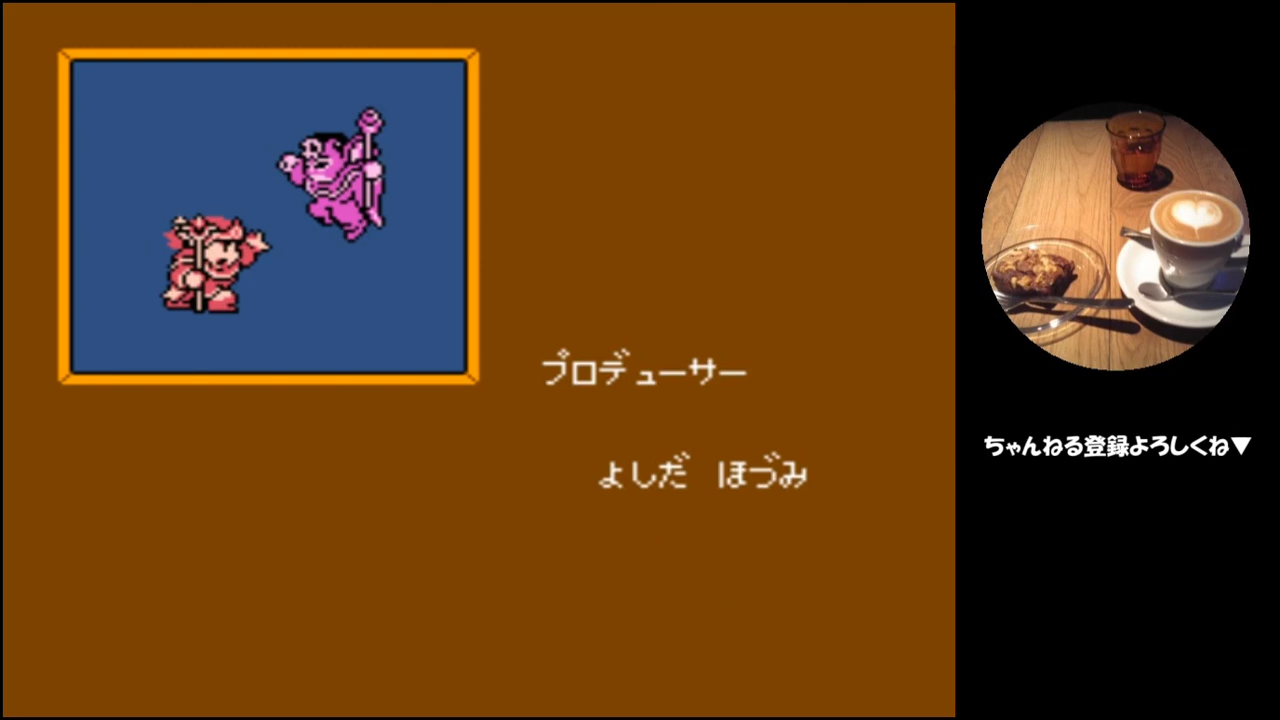 プロデューサー
よしだ ほづみ
ちゃんねる登録よろしくね▼